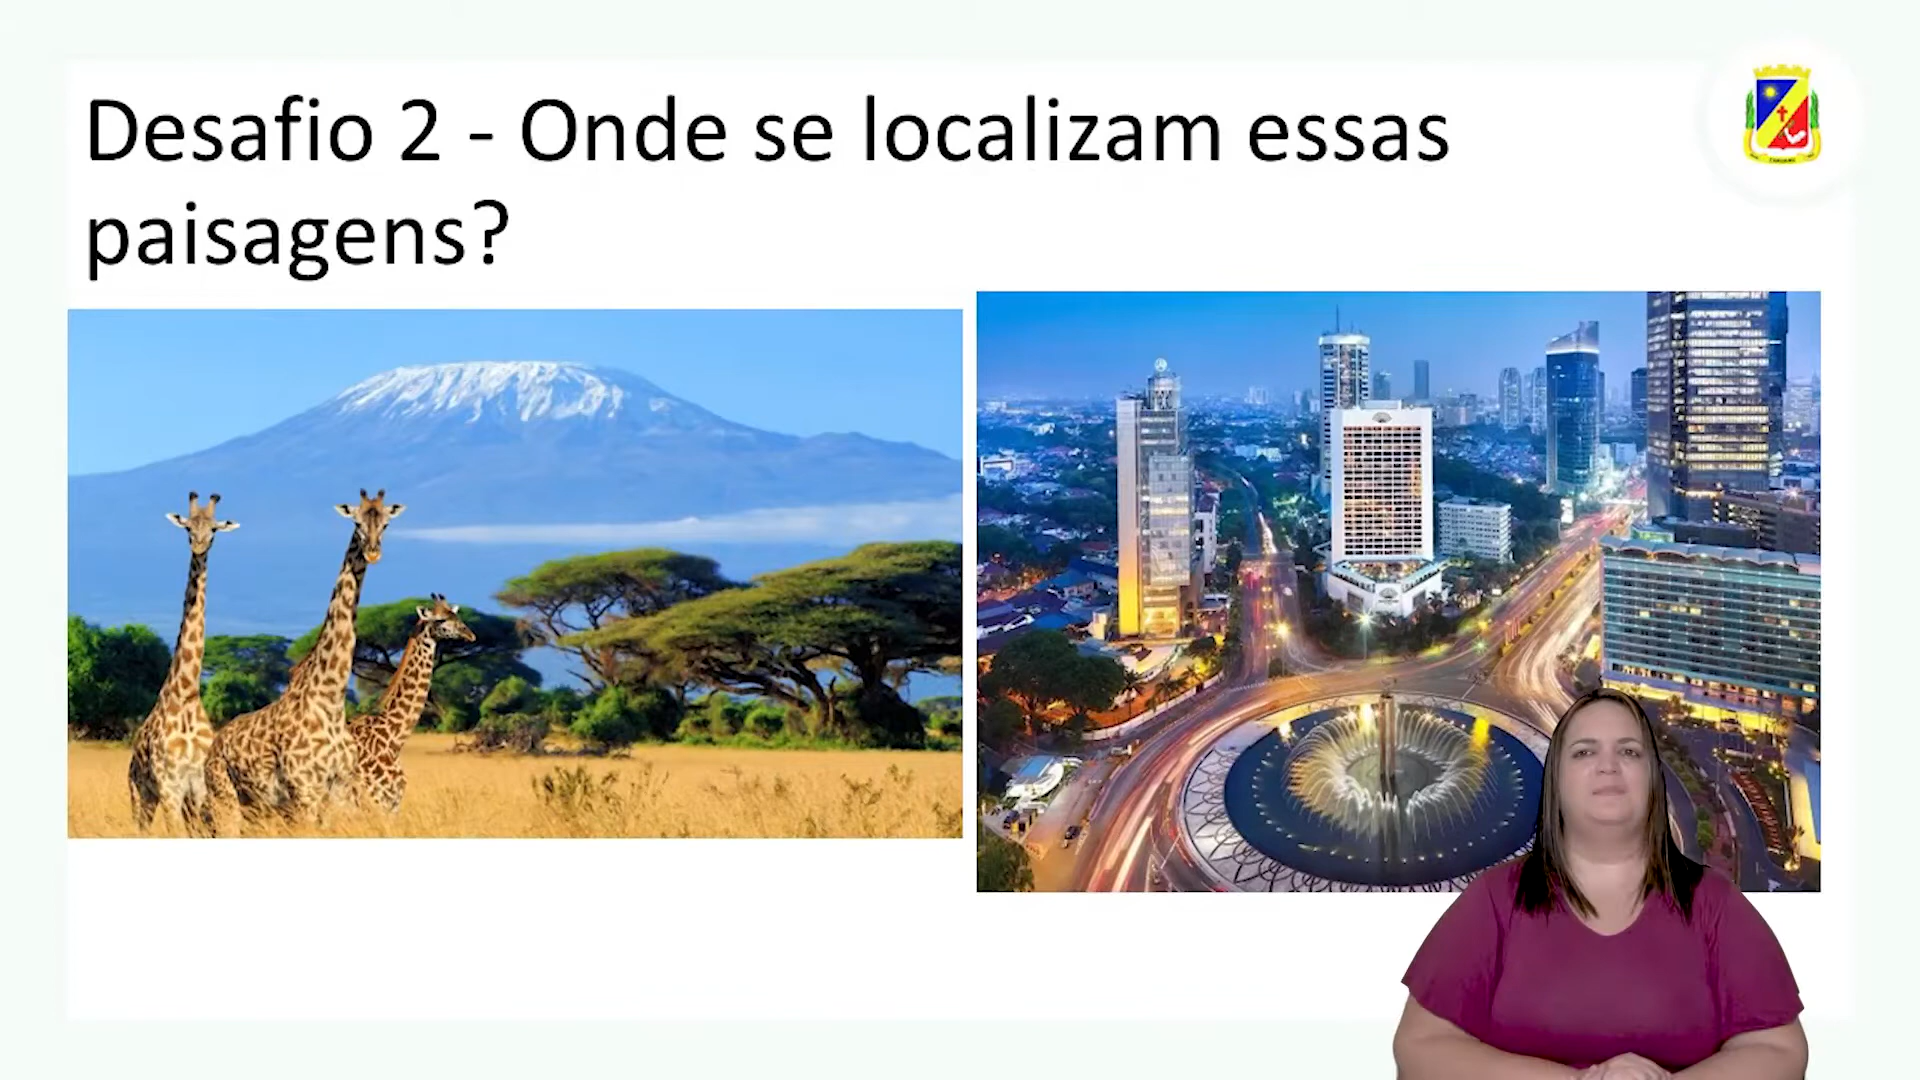 Desafio 2 - Onde se localizam essas
paisagens?